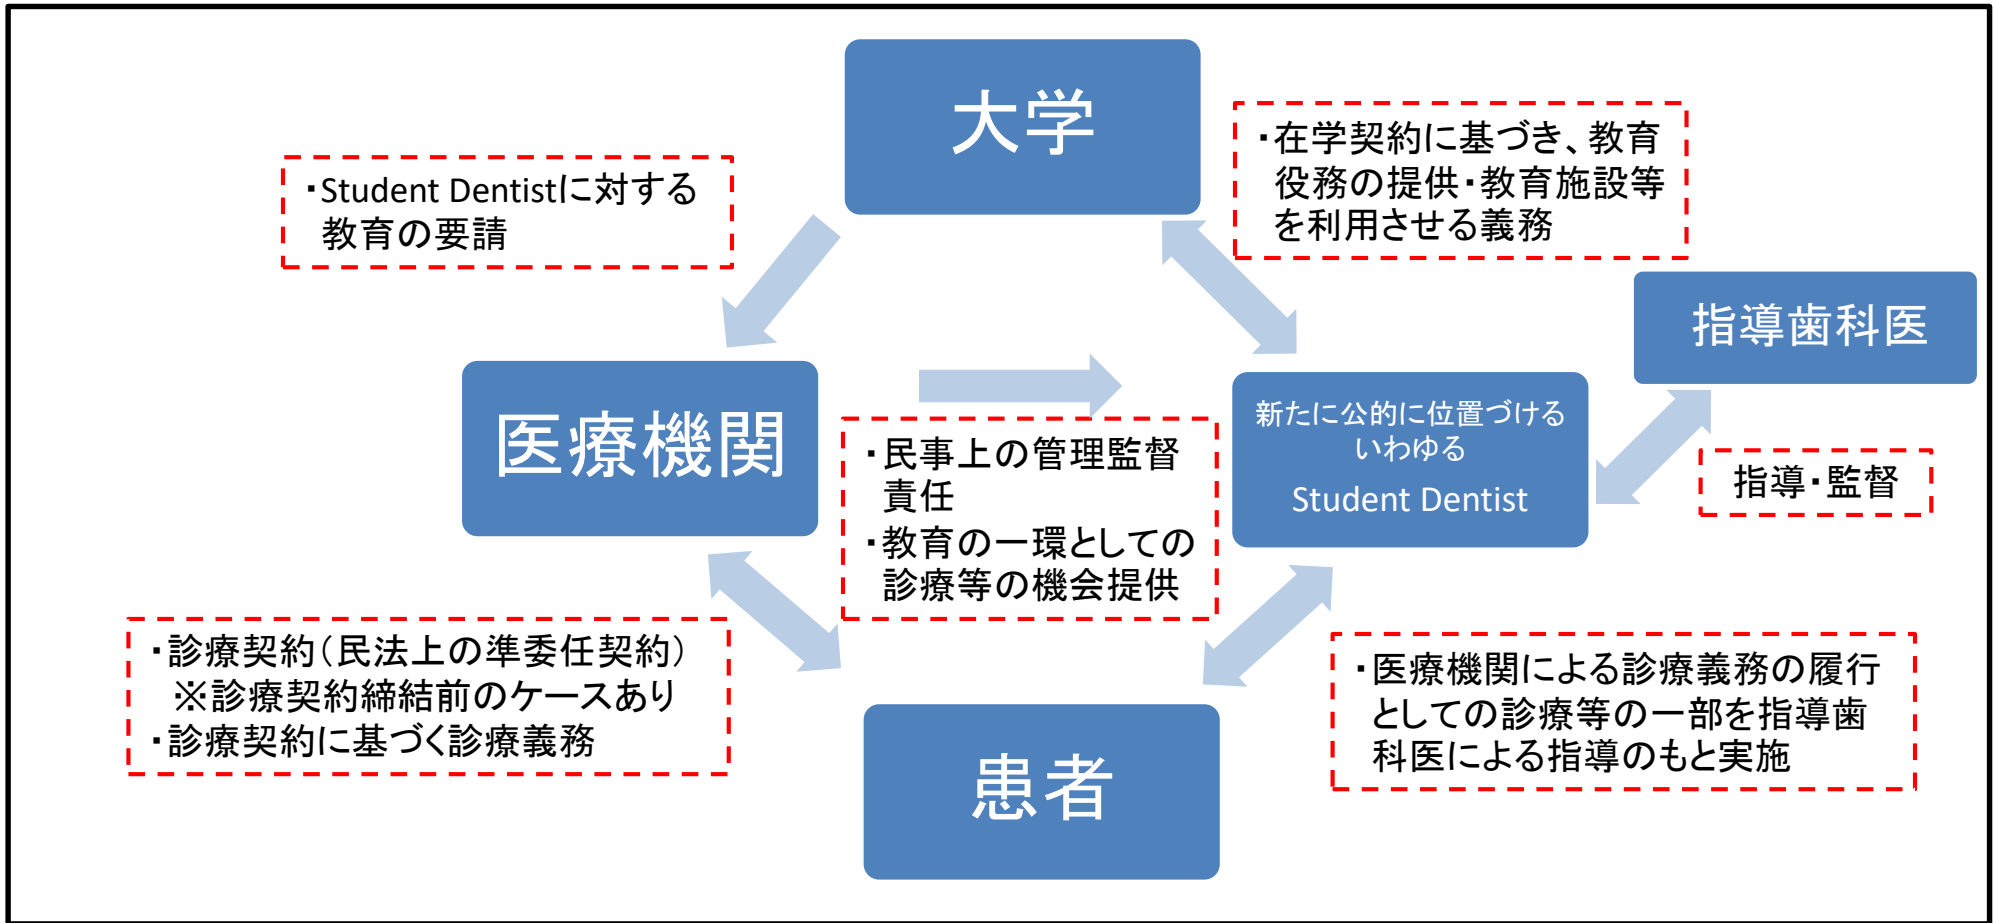 大学
・Student Dentistに対する
教育の要請
・在学契約に基づき、教育
役務の提供・教育施設等
を利用させる義務
指導歯科医
医療機関
・民事上の管理監督
責任
・教育の一環としての
診療等の機会提供
新たに公的に位置づける
いわゆる
Student Dentist
指導・監督
・診療契約（民法上の準委任契約）
※診療契約締結前のケースあり
・診療契約に基づく診療義務
患者
・医療機関による診療義務の履行
としての診療等の一部を指導歯
科医による指導のもと実施